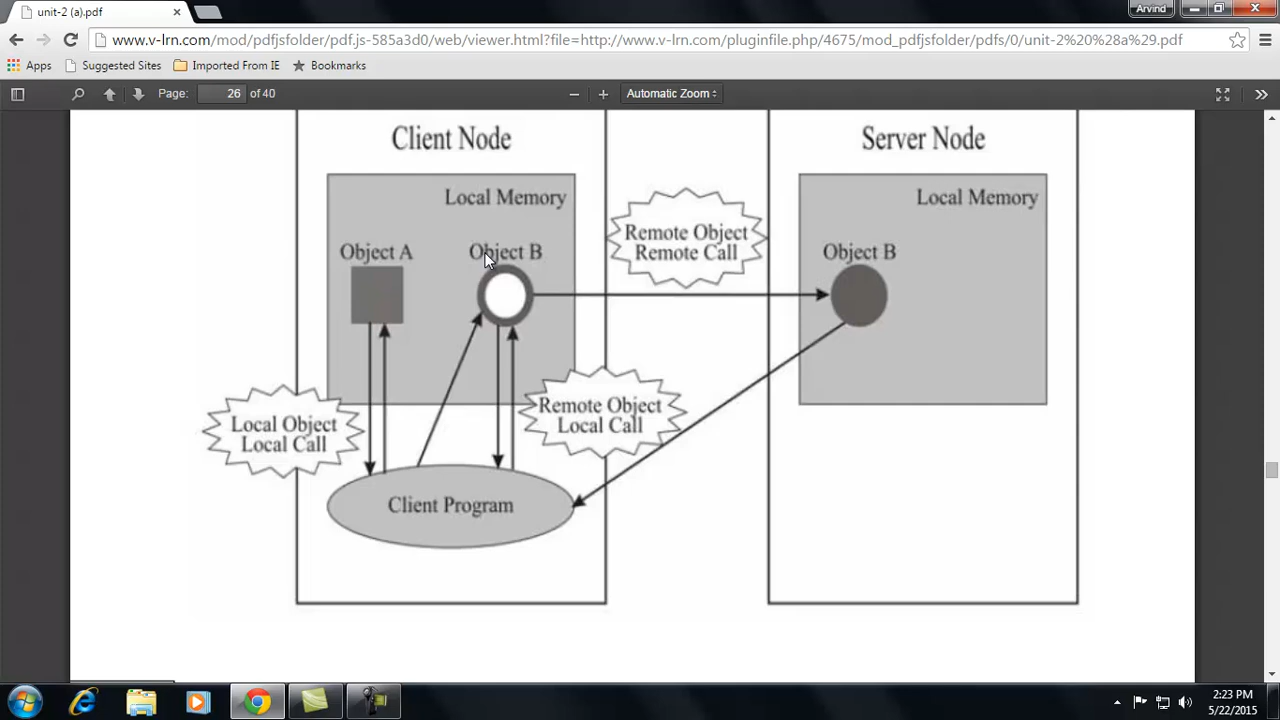 unit-2 (a).pdf
Arvind
www.v-lrn.com/mod/pdfjsfolder/pdf.js-585a3d0/web/viewer.html?file=http://www.v-lrn.com/pluginfile.php/4675/mod_pdfjsfolder/pdfs/0/unit-2%20%28a%29.pdf
Apps
Suggested Sites
Imported From IE
Bookmarks
Page:
26
of 40
Automatic Zoom
Client Node
Server Node
Local Memory
Local Memory
Remote Object
Remote Call
Object A
Object B
Object B
Remote Object
Local Call
Local Object
Local Call
Client Program
2:23 PM
5/22/2015